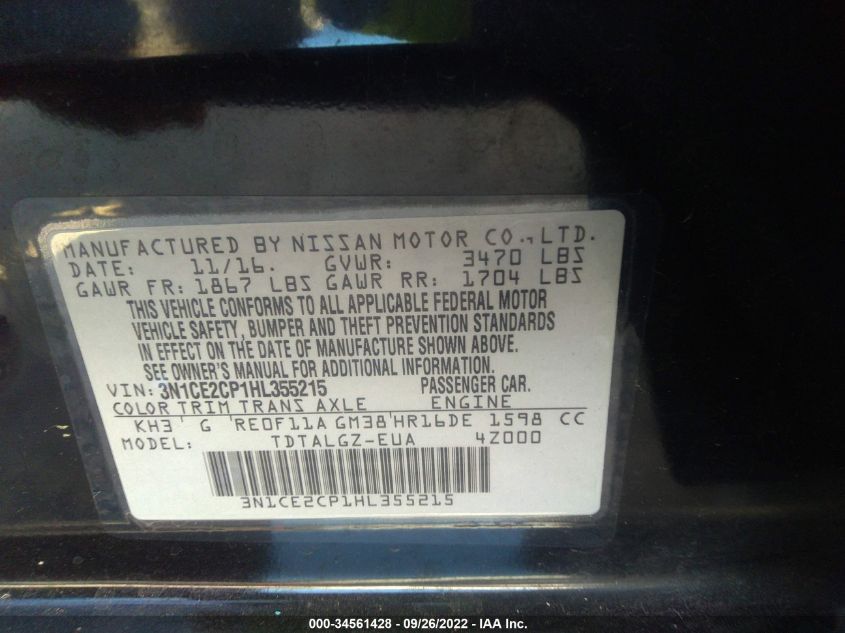 MANUFACTURED BY NISSAN MOTOR CO., LTD.
DATE: 11/16. GVWR: 3470 LBS
GAWR FR: 1867 LBS GAWR RR: 1704 LBS
THIS VEHICLE CONFORMS TO ALL APPLICABLE FEDERAL MOTOR
VEHICLE SAFETY, BUMPER AND THEFT PREVENTION STANDARDS
IN EFFECT ON THE DATE OF MANUFACTURE SHOWN ABOVE.
SEE OWNER'S MANUAL FOR ADDITIONAL INFORMATION.
VIN: 3N1CE2CP1HL355215 PASSENGER CAR.
COLOR TRIM TRANS AXLE ENGINE
KH3 G RE0F11A GM38 HR16DE 1598 CC
MODEL: TDTALGZ-EUA 4Z000
3N1CE2CP1HL355215
000-34561428 - 09/26/2022 - IAA Inc.